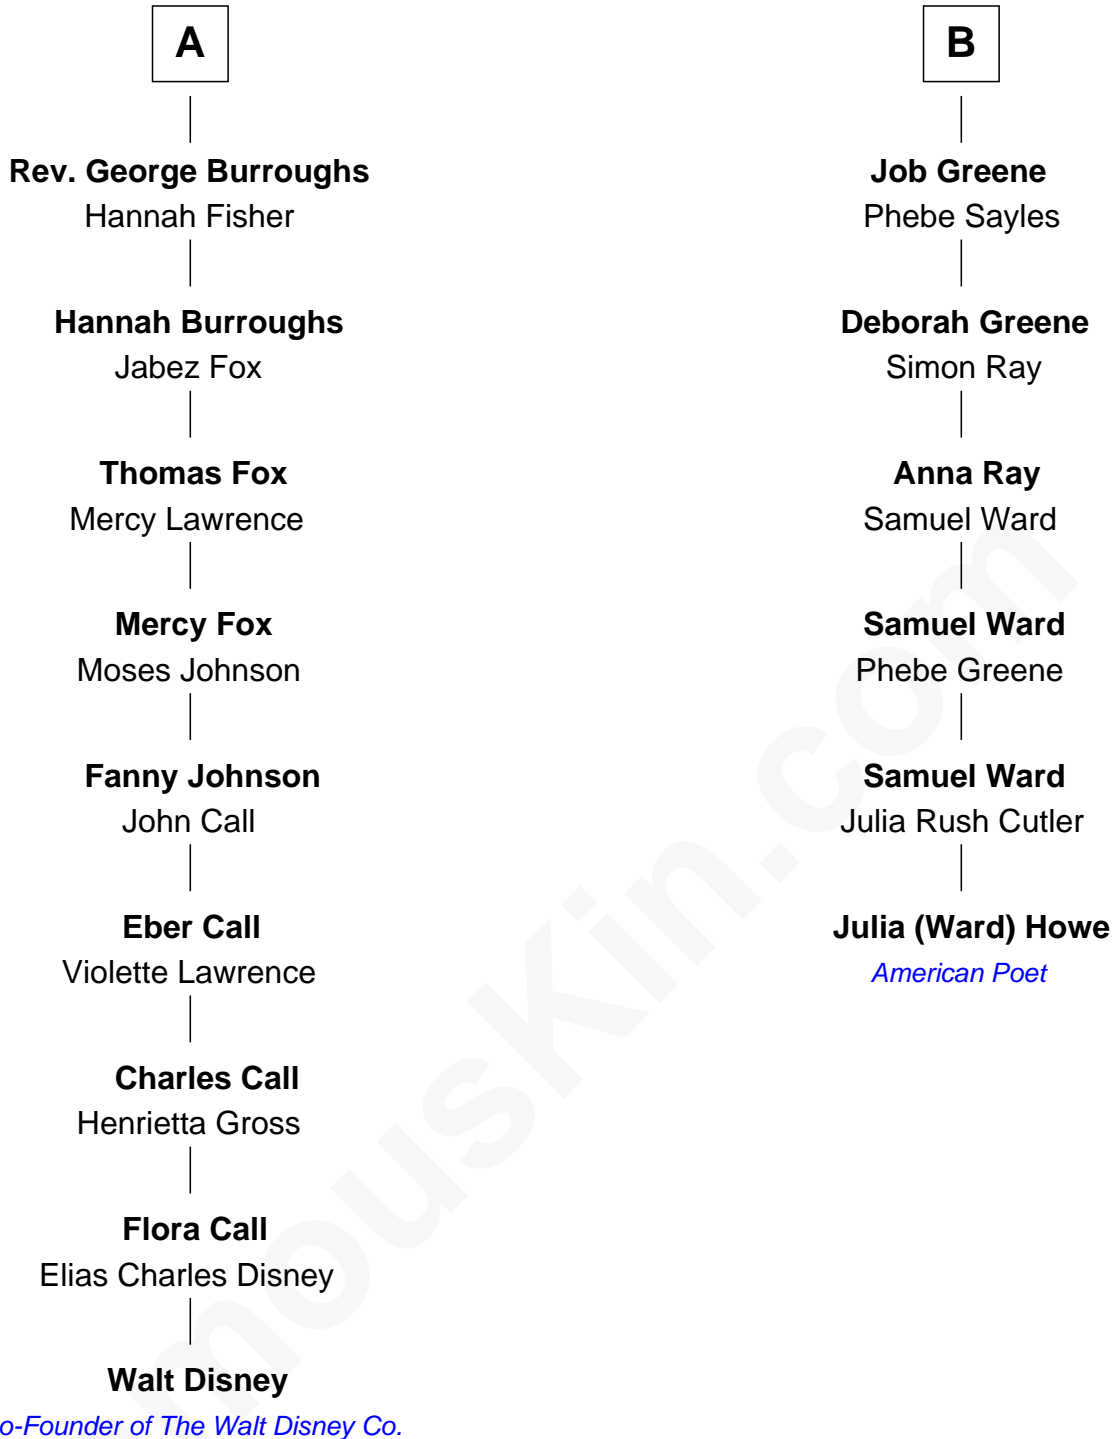 A
Rev. George Burroughs
Hannah Fisher
Hannah Burroughs
Jabez Fox
Thomas Fox
Mercy Lawrence
Mercy Fox
Moses Johnson
Fanny Johnson
John Call
Eber Call
Violette Lawrence
Charles Call
Henrietta Gross
Flora Call
Elias Charles Disney
Walt Disney
o-Founder of The Walt Disney Co.
B
Job Greene
Phebe Sayles
Deborah Greene
Simon Ray
Anna Ray
Samuel Ward
Samuel Ward
Phebe Greene
Samuel Ward
Julia Rush Cutler
Julia (Ward) Howe
American Poet
mouskin.com